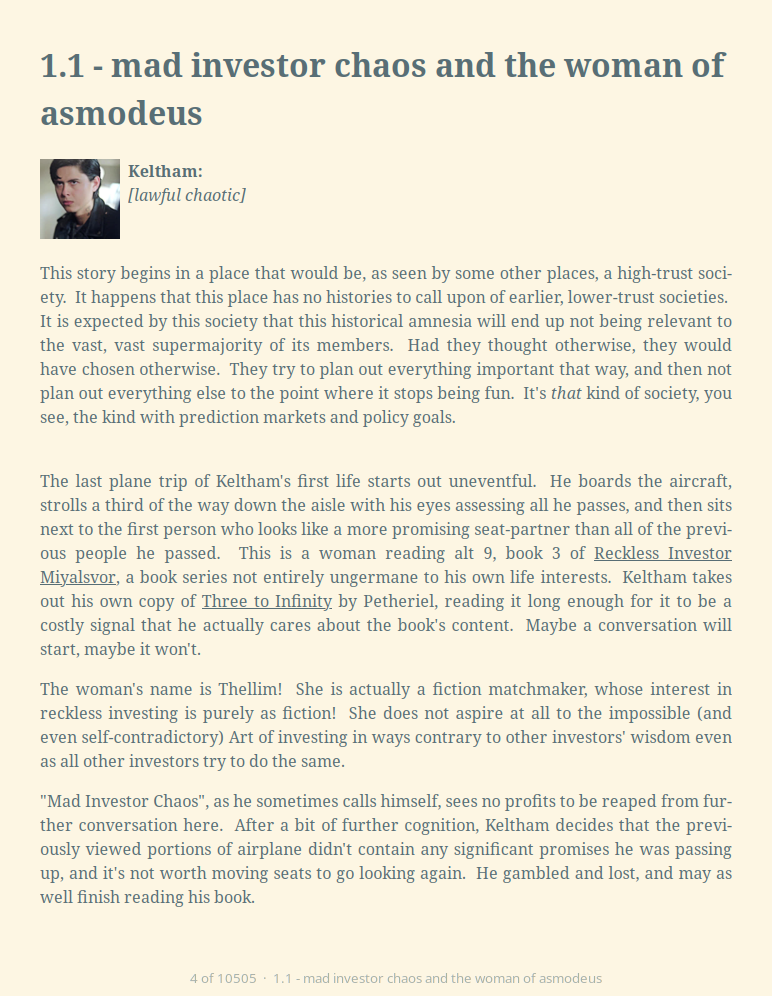 1.1 - mad investor chaos and the woman of
asmodeus
Keltham:
[lawful chaotic]
This story begins in a place that would be, as seen by some other places, a high-trust soci-
ety.  It happens that this place has no histories to call upon of earlier, lower-trust societies.
It is expected by this society that this historical amnesia will end up not being relevant to
the vast, vast supermajority of its members.  Had they thought otherwise, they would
have chosen otherwise.  They try to plan out everything important that way, and then not
plan out everything else to the point where it stops being fun.  It's that kind of society, you
see, the kind with prediction markets and policy goals.
The last plane trip of Keltham's first life starts out uneventful.  He boards the aircraft,
strolls a third of the way down the aisle with his eyes assessing all he passes, and then sits
next to the first person who looks like a more promising seat-partner than all of the previ-
ous people he passed.  This is a woman reading alt 9, book 3 of Reckless Investor
Miyalsvor, a book series not entirely ungermane to his own life interests.  Keltham takes
out his own copy of Three to Infinity by Petheriel, reading it long enough for it to be a
costly signal that he actually cares about the book's content.  Maybe a conversation will
start, maybe it won't.
The woman's name is Thellim!  She is actually a fiction matchmaker, whose interest in
reckless investing is purely as fiction!  She does not aspire at all to the impossible (and
even self-contradictory) Art of investing in ways contrary to other investors' wisdom even
as all other investors try to do the same.
"Mad Investor Chaos", as he sometimes calls himself, sees no profits to be reaped from fur-
ther conversation here.  After a bit of further cognition, Keltham decides that the previ-
ously viewed portions of airplane didn't contain any significant promises he was passing
up, and it's not worth moving seats to go looking again.  He gambled and lost, and may as
well finish reading his book.
4 of 10505 · 1.1 - mad investor chaos and the woman of asmodeus